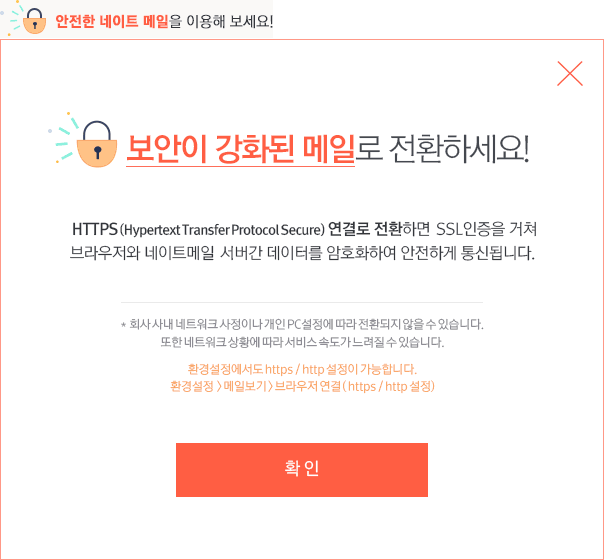 안전한 네이트 메일을 이용해 보세요!
보안이 강화된 메일로 전환하세요!
HTTPS (Hypertext Transfer Protocol Secure) 연결로 전환하면 SSL인증을 거쳐
브라우저와 네이트메일 서버간 데이터를 암호화하여 안전하게 통신됩니다.
* 회사 사내 네트워크 사정이나 개인 PC설정에 따라 전환되지 않을 수 있습니다.
또한 네트워크 상황에 따라 서비스 속도가 느려질 수 있습니다.
환경설정에서도 https / http 설정이 가능합니다.
환경설정 > 메일보기 > 브라우저 연결 ( https / http 설정)
확인